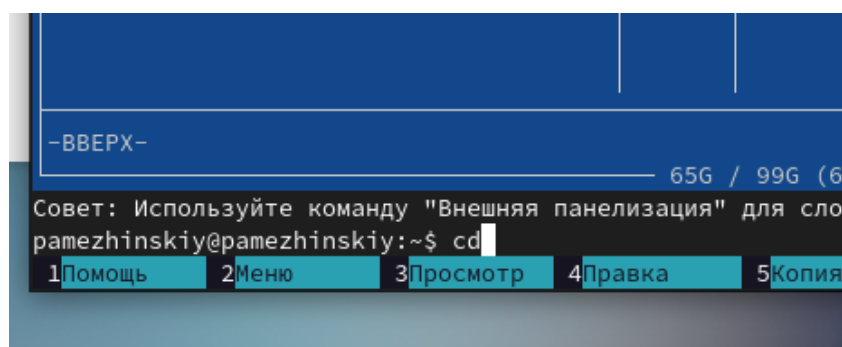 -ВВЕРХ-
65G / 99G (6
Совет: Используйте команду "Внешняя панелизация" для сло
pamezhinskiy@pamezhinskiy:~$ cd
1Помощь 2Меню 3Просмотр 4Правка 5Копия